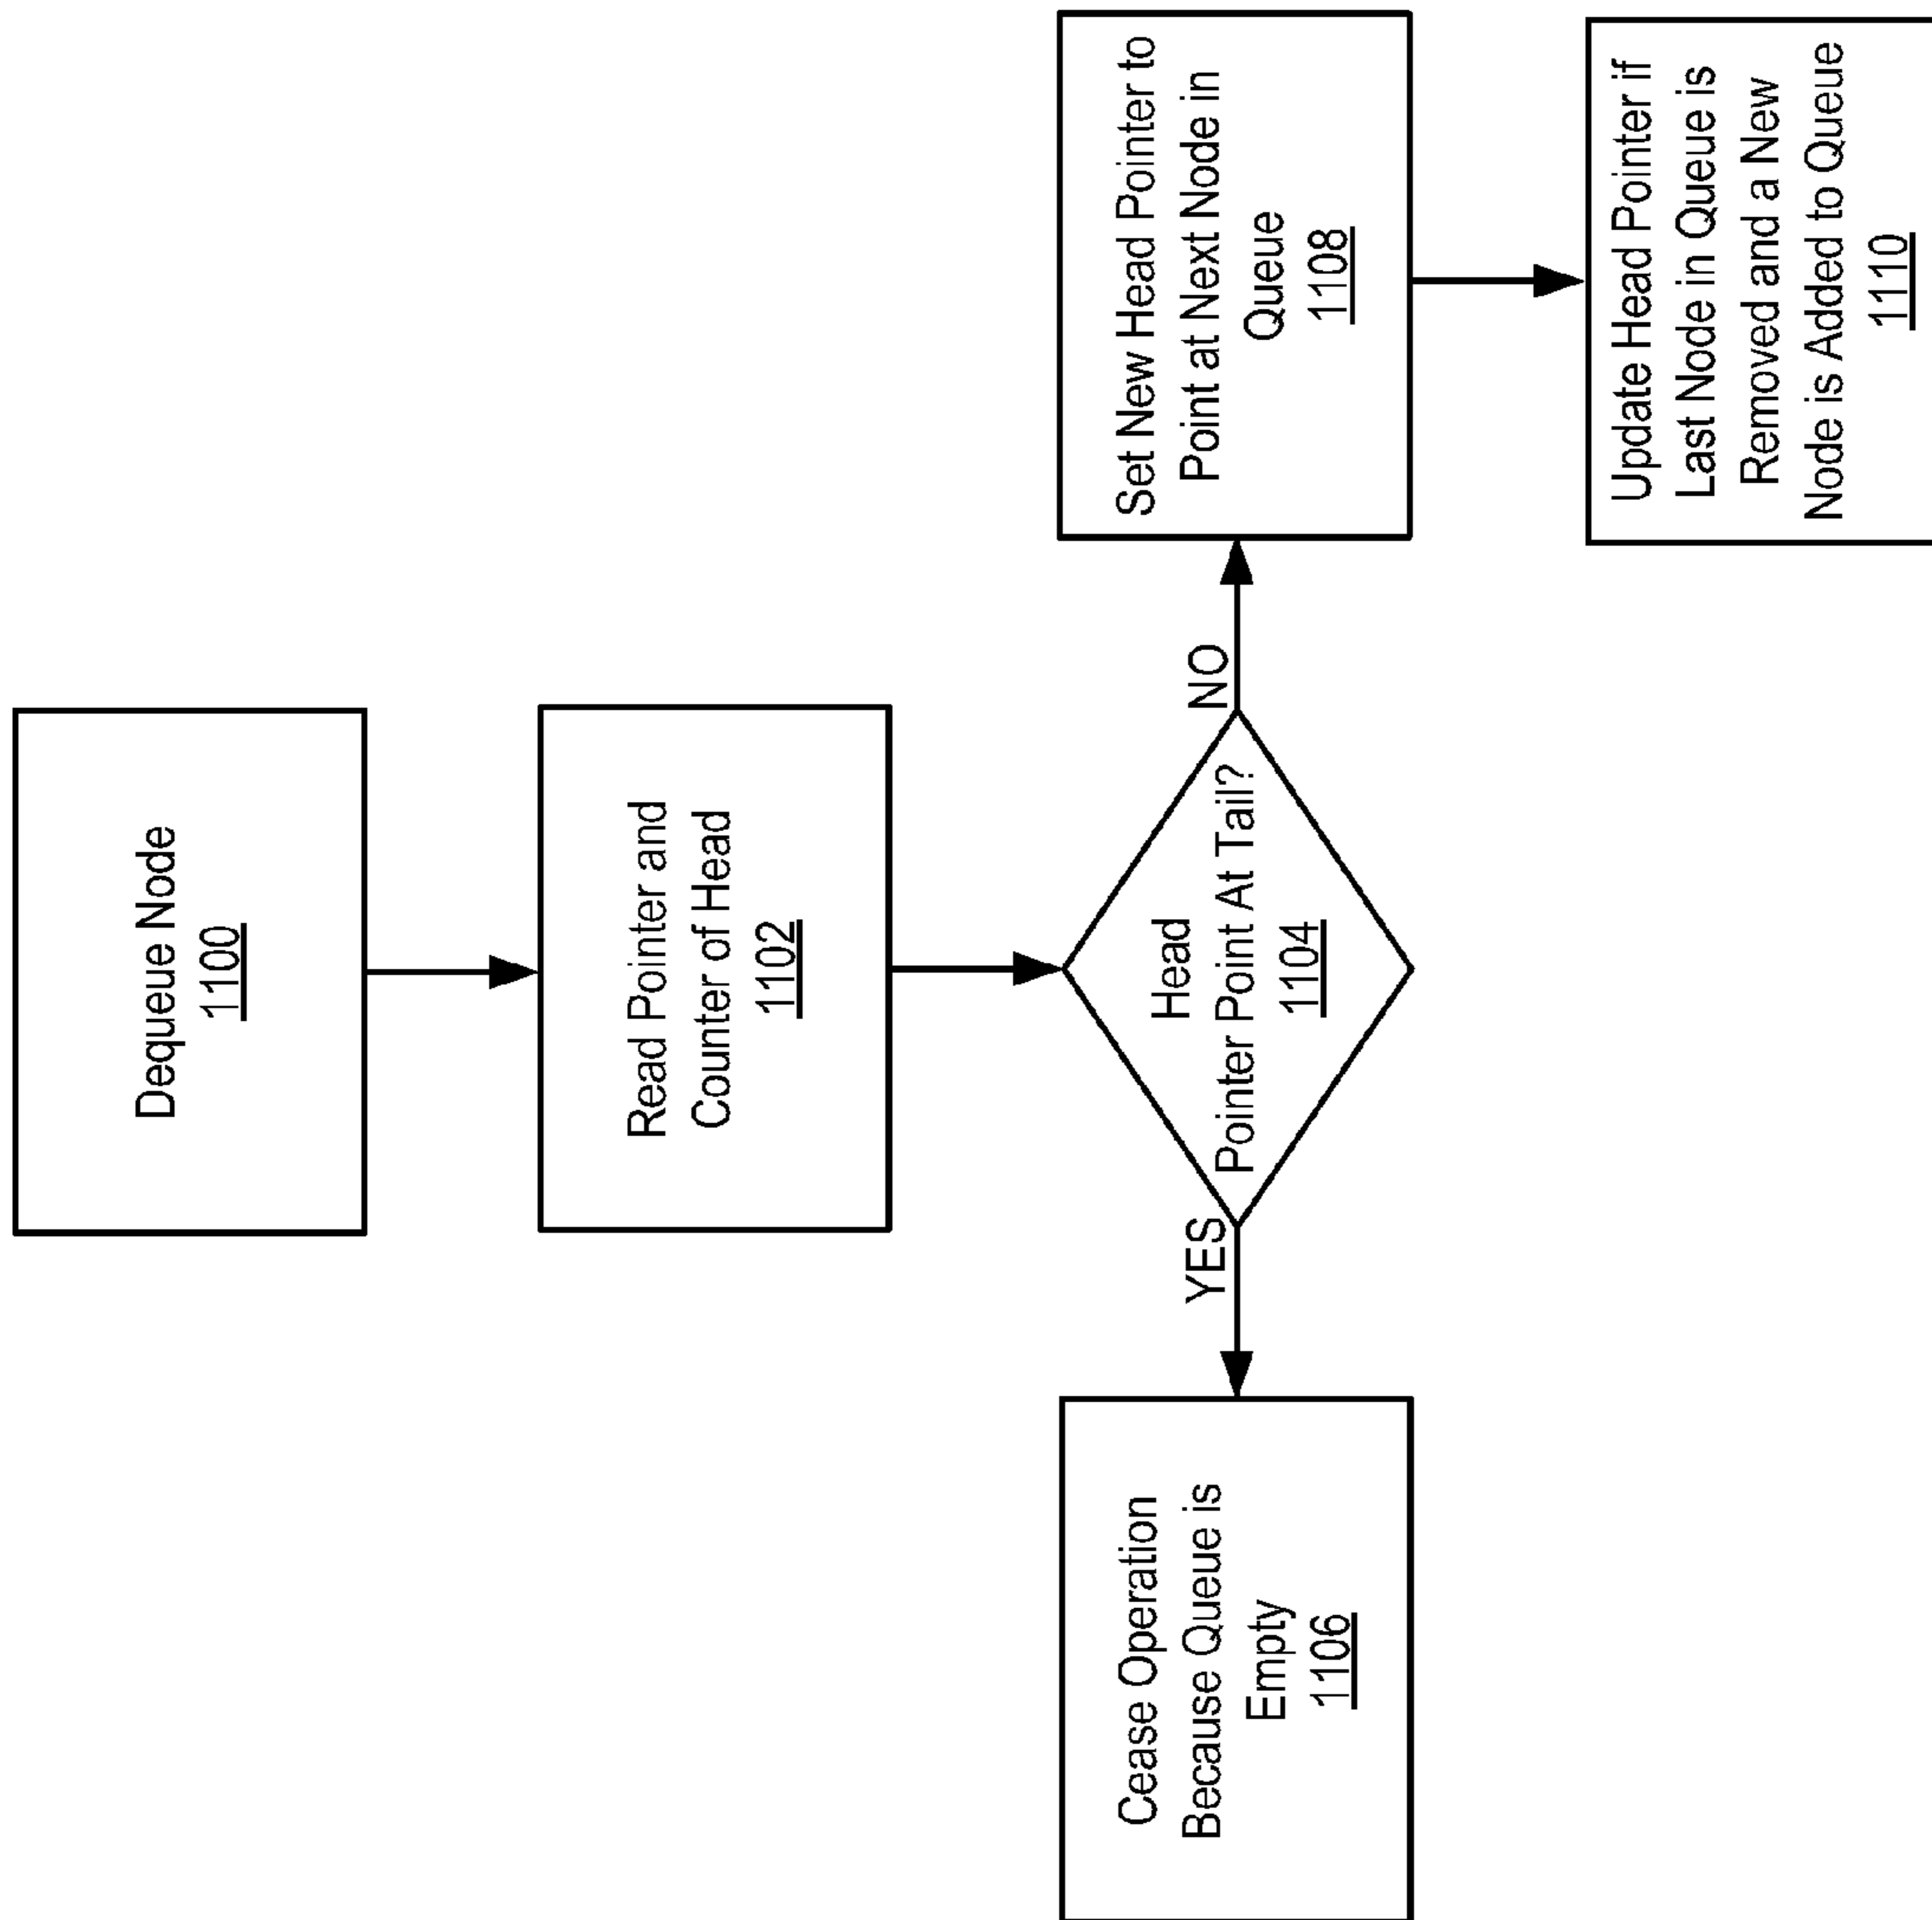 Dequeue Node
1100
Read Pointer and
Counter of Head
1102
Head
Pointer Point At Tail?
1104
YES
NO
Cease Operation
Because Queue is
Empty
1106
Set New Head Pointer to
Point at Next Node in
Queue
1108
Update Head Pointer if
Last Node in Queue is
Removed and a New
Node is Added to Queue
1110